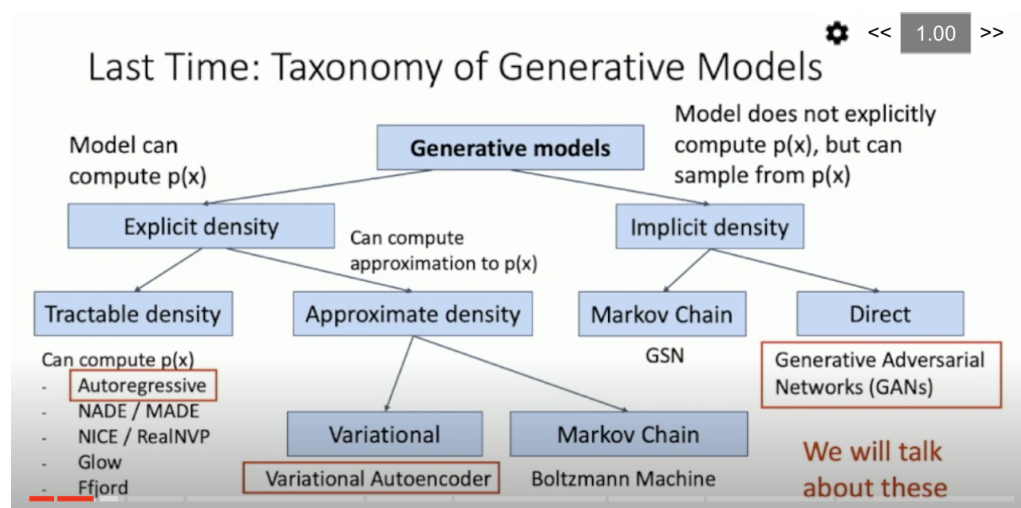 << 1.00 >>
Last Time: Taxonomy of Generative Models
Model can
compute p(x)
Generative models
Model does not explicitly
compute p(x), but can
sample from p(x)
Explicit density
Implicit density
Can compute
approximation to p(x)
Tractable density
Approximate density
Markov Chain
Direct
Can compute p(x)
- Autoregressive
- NADE / MADE
- NICE / RealNVP
- Glow
- Ffjord
GSN
Generative Adversarial
Networks (GANs)
Variational
Markov Chain
Variational Autoencoder
Boltzmann Machine
We will talk
about these